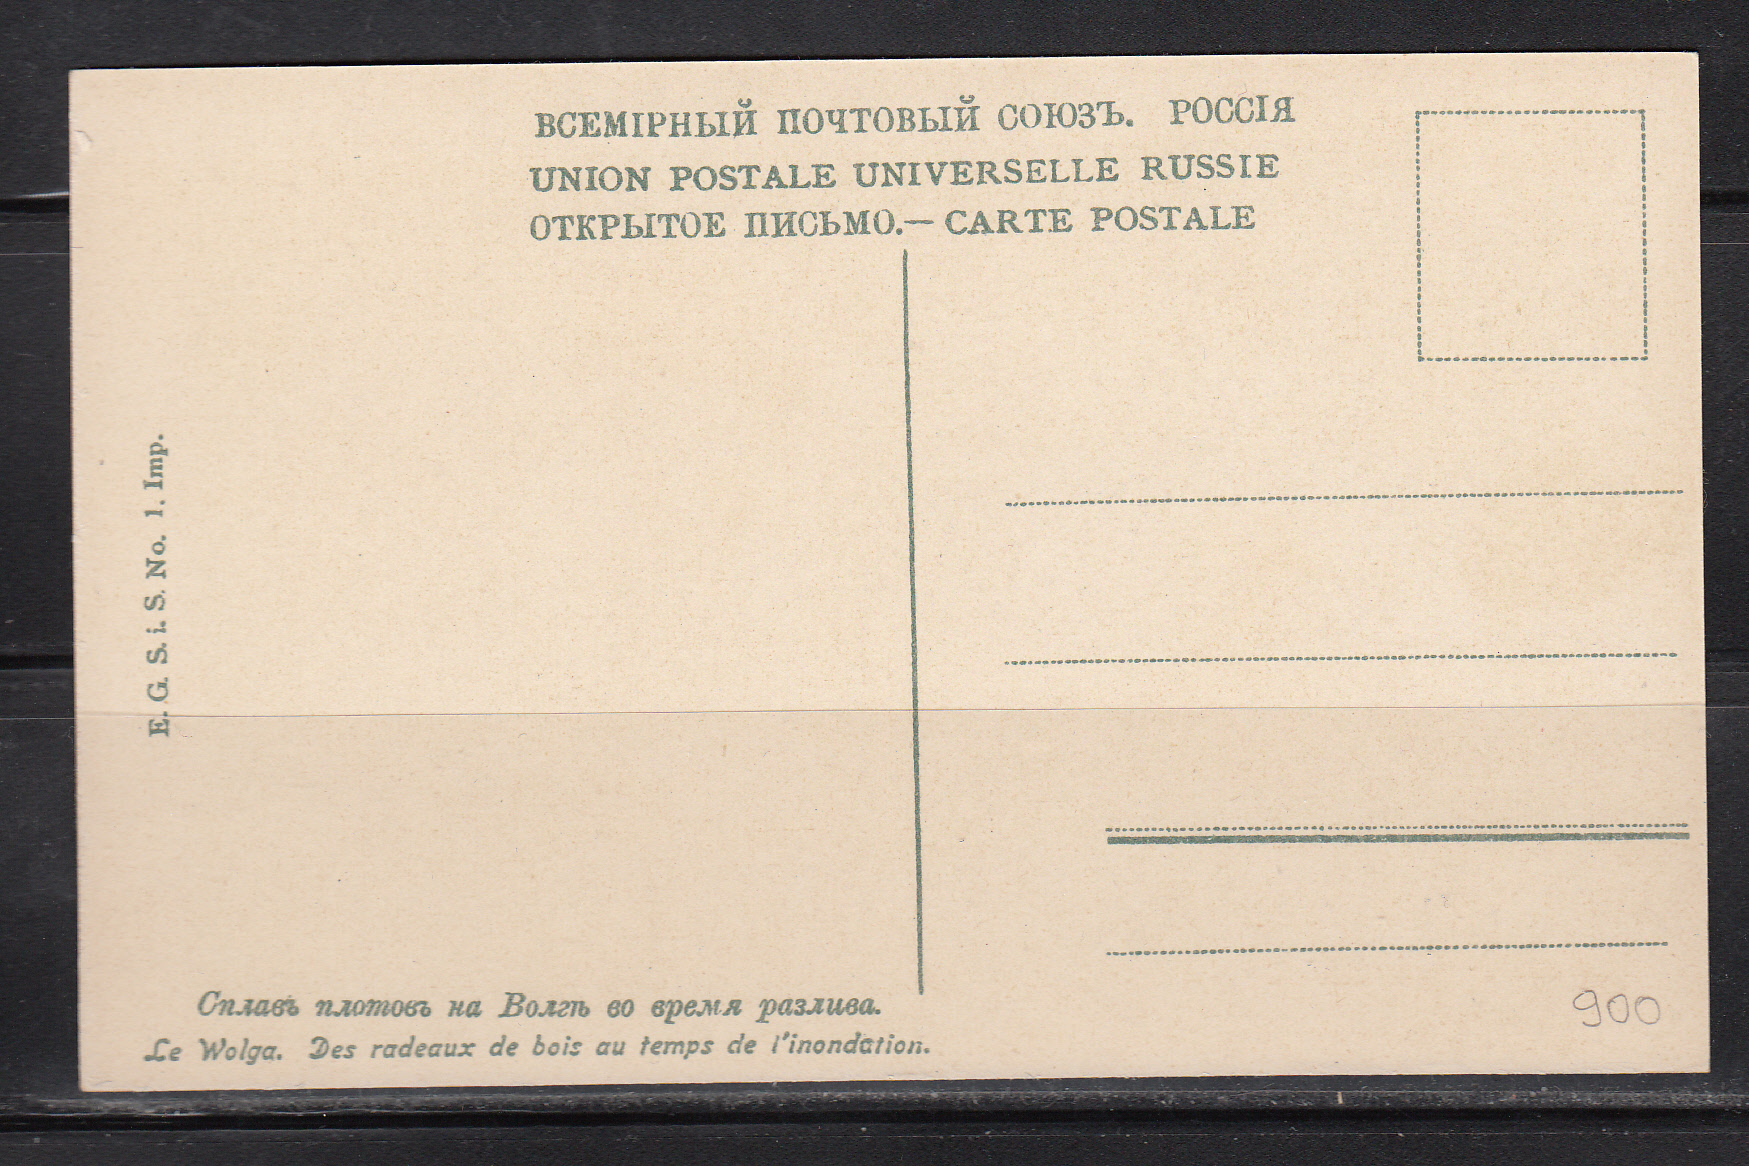 ВСЕМІРНЫЙ ПОЧТОВЫЙ СОЮЗЪ. РОССІЯ
UNION POSTALE UNIVERSELLE RUSSIE
ОТКРЫТОЕ ПИСЬМО.— CARTE POSTALE
E. G. S. i. S. No. 1. Imp.
Сплавъ плотовъ на Волгѣ во время разлива.
Le Wolga. Des radeaux de bois au temps de l'inondation.
900